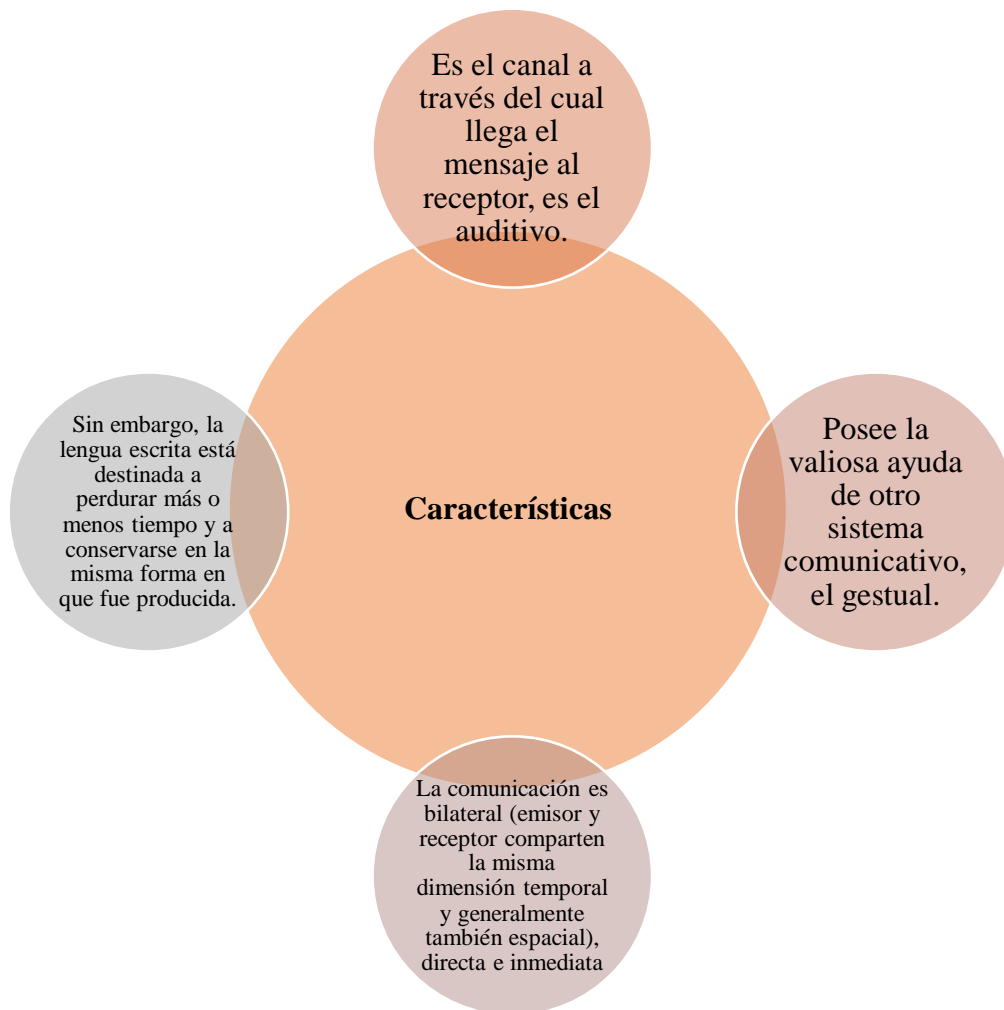 Es el canal a
través del cual
llega el
mensaje al
receptor, es el
auditivo.
Características
Posee la
valiosa ayuda
de otro
sistema
comunicativo,
el gestual.
La comunicación es
bilateral (emisor y
receptor comparten
la misma
dimensión temporal
y generalmente
también espacial),
directa e inmediata
Sin embargo, la
lengua escrita está
destinada a
perdurar más o
menos tiempo y a
conservarse en la
misma forma en
que fue producida.